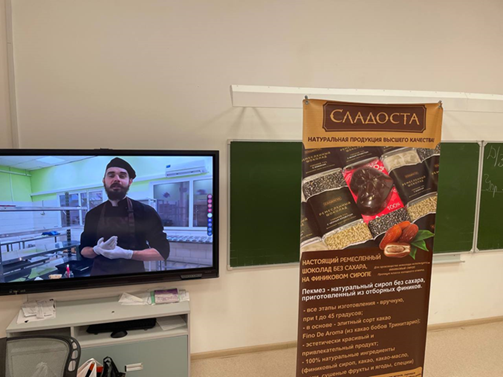 СЛАДОСТА
НАТУРАЛЬНАЯ ПРОДУКЦИЯ ВЫСШЕГО КАЧЕСТВА
НАСТОЯЩИЙ РЕМЕСЛЕННЫЙ
ШОКОЛАД БЕЗ САХАРА,
НА ФИНИКОВОМ СИРОПЕ
Пекмез - натуральный сироп без сахара,
приготовленный из отборных фиников.
- все этапы изготовления - вручную,
при t до 45 градусов;
- в основе - элитный сорт какао
Fino De Aroma (из какао бобов Тринитарио)
- эстетически красивый и
привлекательный продукт;
- 100% натуральные ингредиенты
(финиковый сироп, какао, какао-масло,
сушеные фрукты и ягоды, специи)